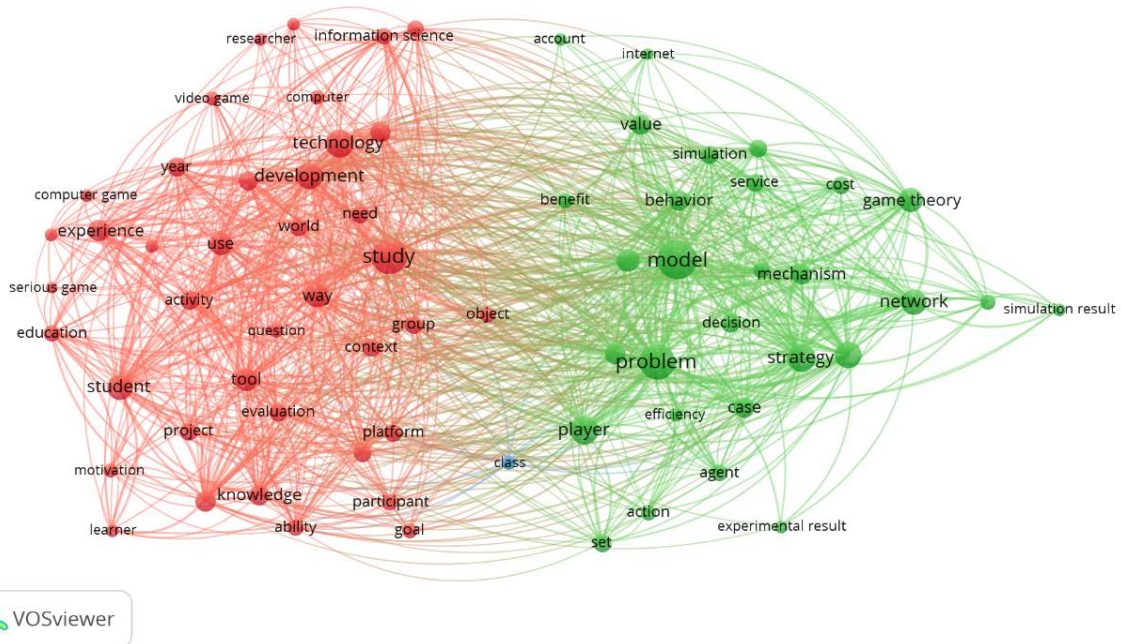 researcher
information science
account
internet
video game
computer
technology
value
simulation
year
development
service
cost
computer game
need
benefit
behavior
game theory
experience
use
world
study
model
mechanism
serious game
activity
way
network
simulation result
education
question
group
object
decision
context
problem
strategy
student
tool
evaluation
efficiency
case
project
platform
player
motivation
class
agent
knowledge
participant
action
learner
ability
goal
set
experimental result
VOSviewer